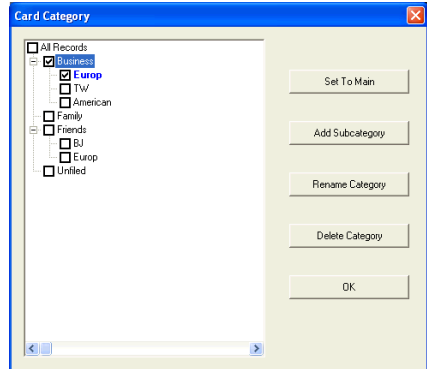 Card Category
All Records
Business
Europ
TW
American
Family
Friends
BJ
Europ
Unfiled
Set To Main
Add Subcategory
Rename Category
Delete Category
OK